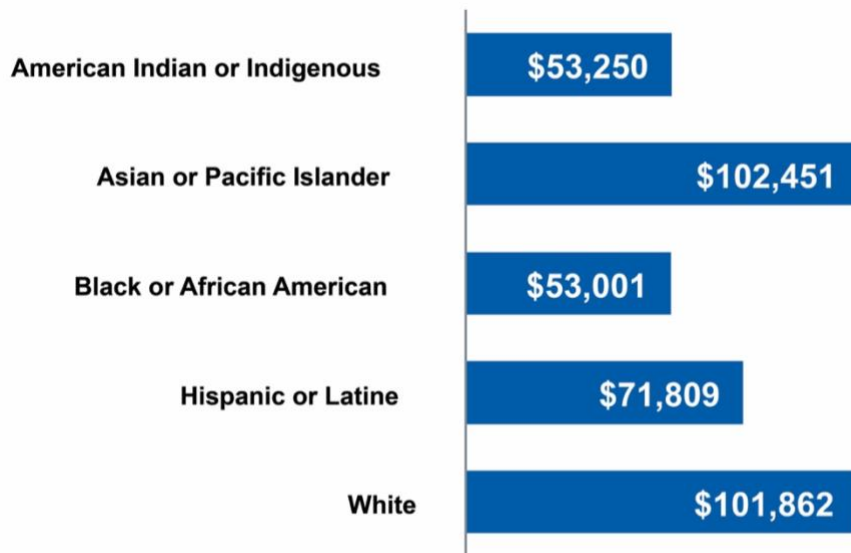 American Indian or Indigenous $53,250
Asian or Pacific Islander $102,451
Black or African American $53,001
Hispanic or Latine $71,809
White $101,862